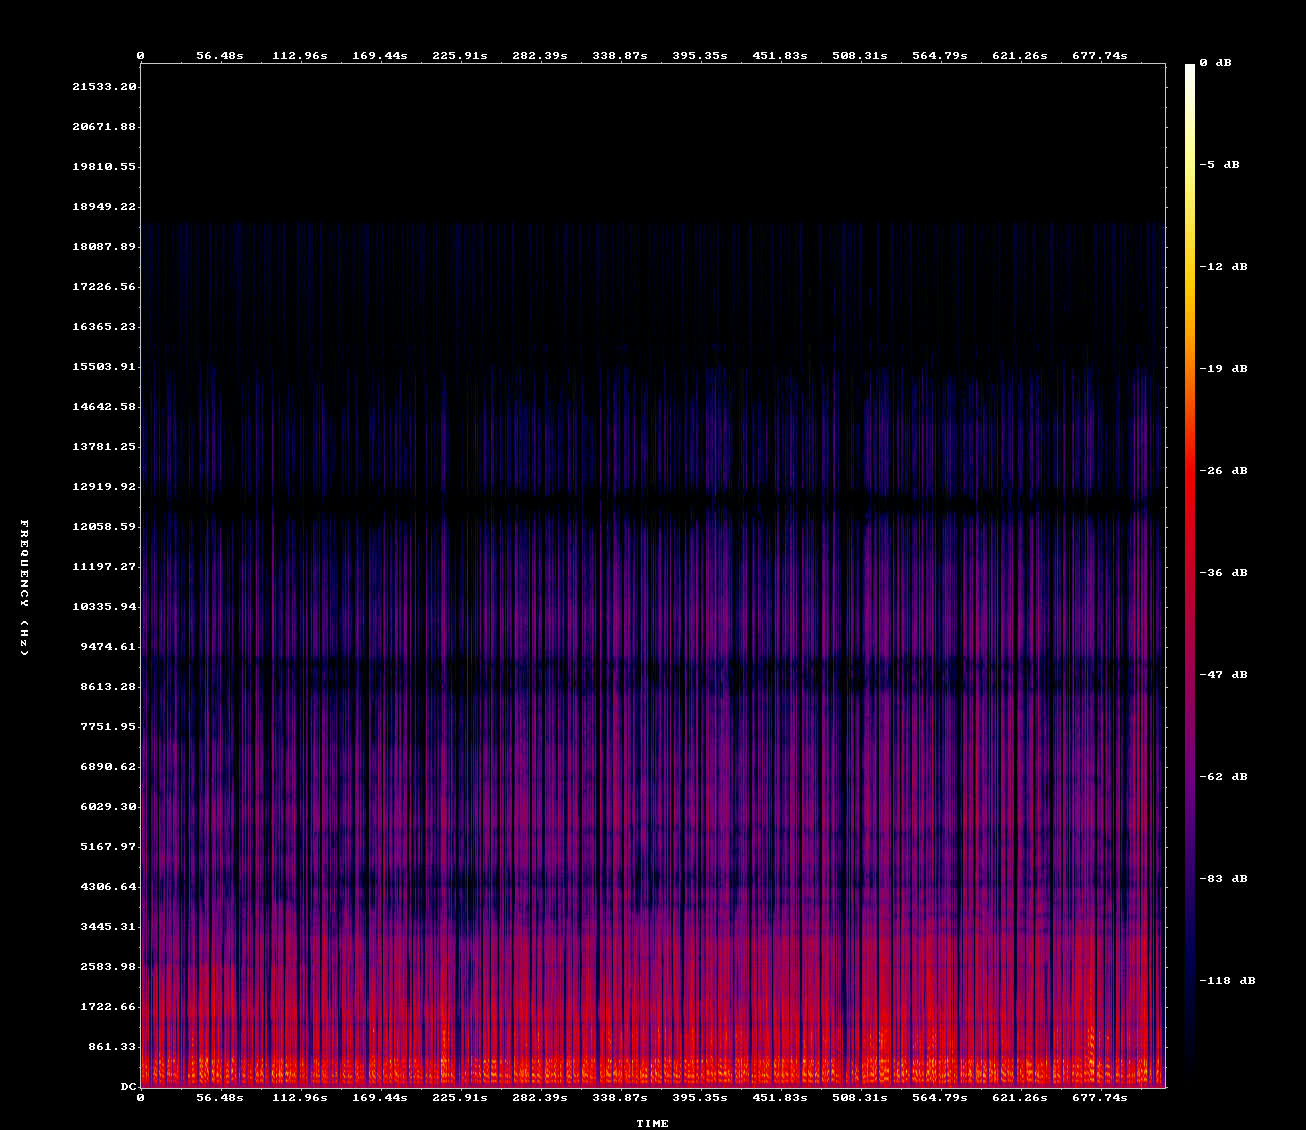 0 56.48s 112.96s 169.44s 225.91s 282.39s 338.87s 395.35s 451.83s 508.31s 564.79s 621.26s 677.74s
0 dB
21533.20
20671.88
-5 dB
19810.55
18949.22
18087.89
-12 dB
17226.56
16365.23
15503.91
-19 dB
14642.58
13781.25
-26 dB
12919.92
12058.59
11197.27
-36 dB
10335.94
9474.61
-47 dB
8613.28
7751.95
6890.62
-62 dB
6029.30
5167.97
-83 dB
4306.64
3445.31
2583.98
-118 dB
1722.66
861.33
DC
FREQUENCY (Hz)
0 56.48s 112.96s 169.44s 225.91s 282.39s 338.87s 395.35s 451.83s 508.31s 564.79s 621.26s 677.74s
TIME